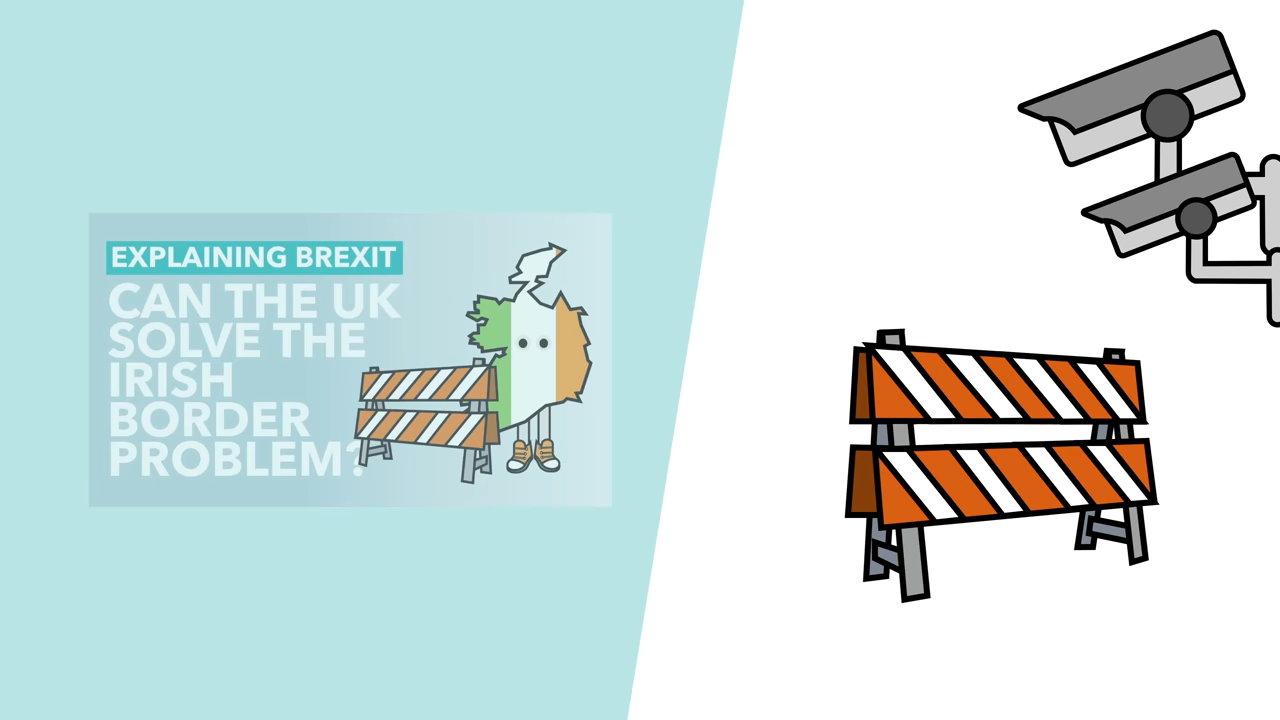 EXPLAINING BREXIT
CAN THE UK
SOLVE THE
IRISH
BORDER
PROBLEM?